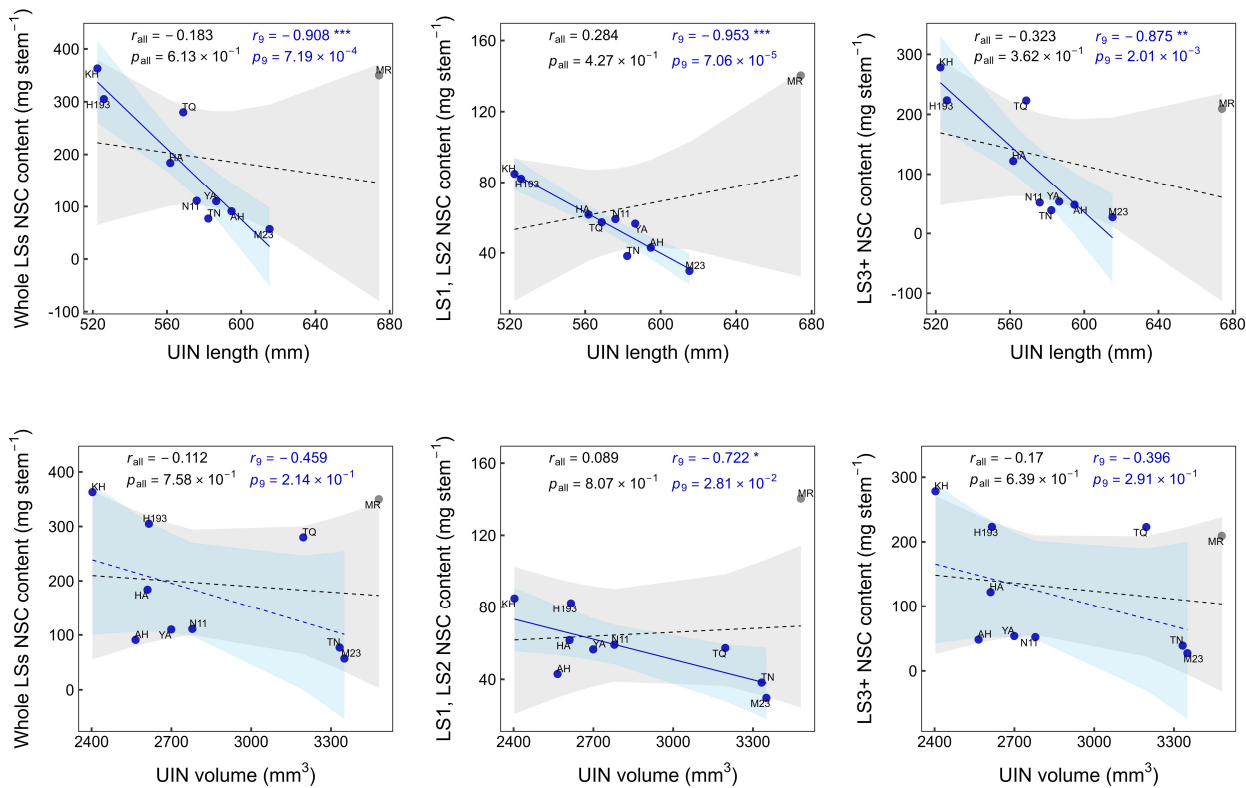 r_all = − 0.183 r_9 = − 0.908 ***
p_all = 6.13 × 10^−1 p_9 = 7.19 × 10^−4
Whole LSs NSC content (mg stem^−1)
400
300
200
100
0
-100
KH
H193
TQ
HA
N11
YA
TN
AH
M23
MR
520 560 600 640 680
UIN length (mm)
r_all = 0.284 r_9 = − 0.953 ***
p_all = 4.27 × 10^−1 p_9 = 7.06 × 10^−5
LS1, LS2 NSC content (mg stem^−1)
160
120
80
40
KH
H193
HA
TQ
N11
YA
TN
AH
M23
MR
520 560 600 640 680
UIN length (mm)
r_all = − 0.323 r_9 = − 0.875 **
p_all = 3.62 × 10^−1 p_9 = 2.01 × 10^−3
LS3+ NSC content (mg stem^−1)
300
200
100
0
-100
KH
H193
TQ
HA
N11
YA
TN
AH
M23
MR
520 560 600 640 680
UIN length (mm)
r_all = − 0.112 r_9 = − 0.459
p_all = 7.58 × 10^−1 p_9 = 2.14 × 10^−1
Whole LSs NSC content (mg stem^−1)
400
300
200
100
0
KH
H193
TQ
MR
HA
AH
YA
N11
TN
M23
2400 2700 3000 3300
UIN volume (mm^3)
r_all = 0.089 r_9 = − 0.722 *
p_all = 8.07 × 10^−1 p_9 = 2.81 × 10^−2
LS1, LS2 NSC content (mg stem^−1)
160
120
80
40
MR
KH
H193
HA
YA
N11
AH
TQ
TN
M23
2400 2700 3000 3300
UIN volume (mm^3)
r_all = − 0.17 r_9 = − 0.396
p_all = 6.39 × 10^−1 p_9 = 2.91 × 10^−1
LS3+ NSC content (mg stem^−1)
300
200
100
0
KH
H193
TQ
MR
HA
AH
YA
N11
TN
M23
2400 2700 3000 3300
UIN volume (mm^3)